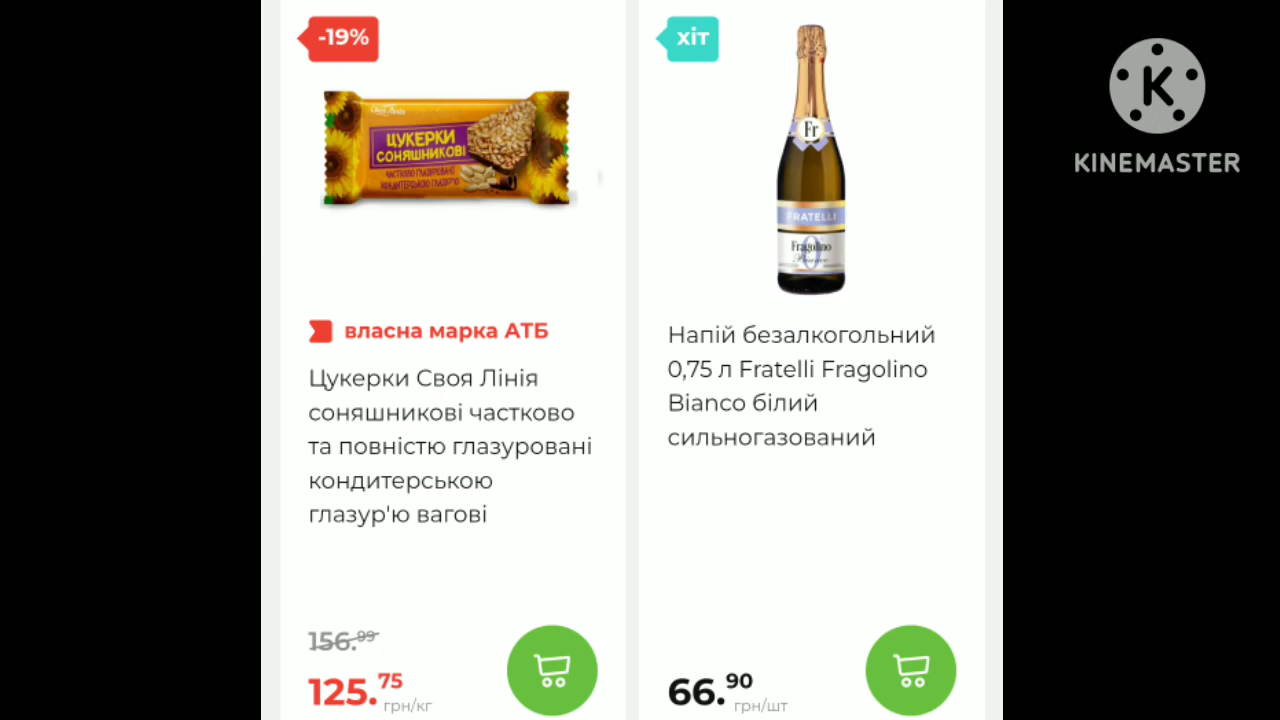 -19%
ЦУКЕРКИ
СОНЯШНИКОВІ
власна марка АТБ
Цукерки Своя Лінія
соняшникові частково
та повністю глазуровані
кондитерською
глазур'ю вагові
156.99
125.75
грн/кг
хіт
Fr
FRATELLI
Fragolino
Bianco
Напій безалкогольний
0,75 л Fratelli Fragolino
Bianco білий
сильногазований
66.90
грн/шт
K
KINEMASTER